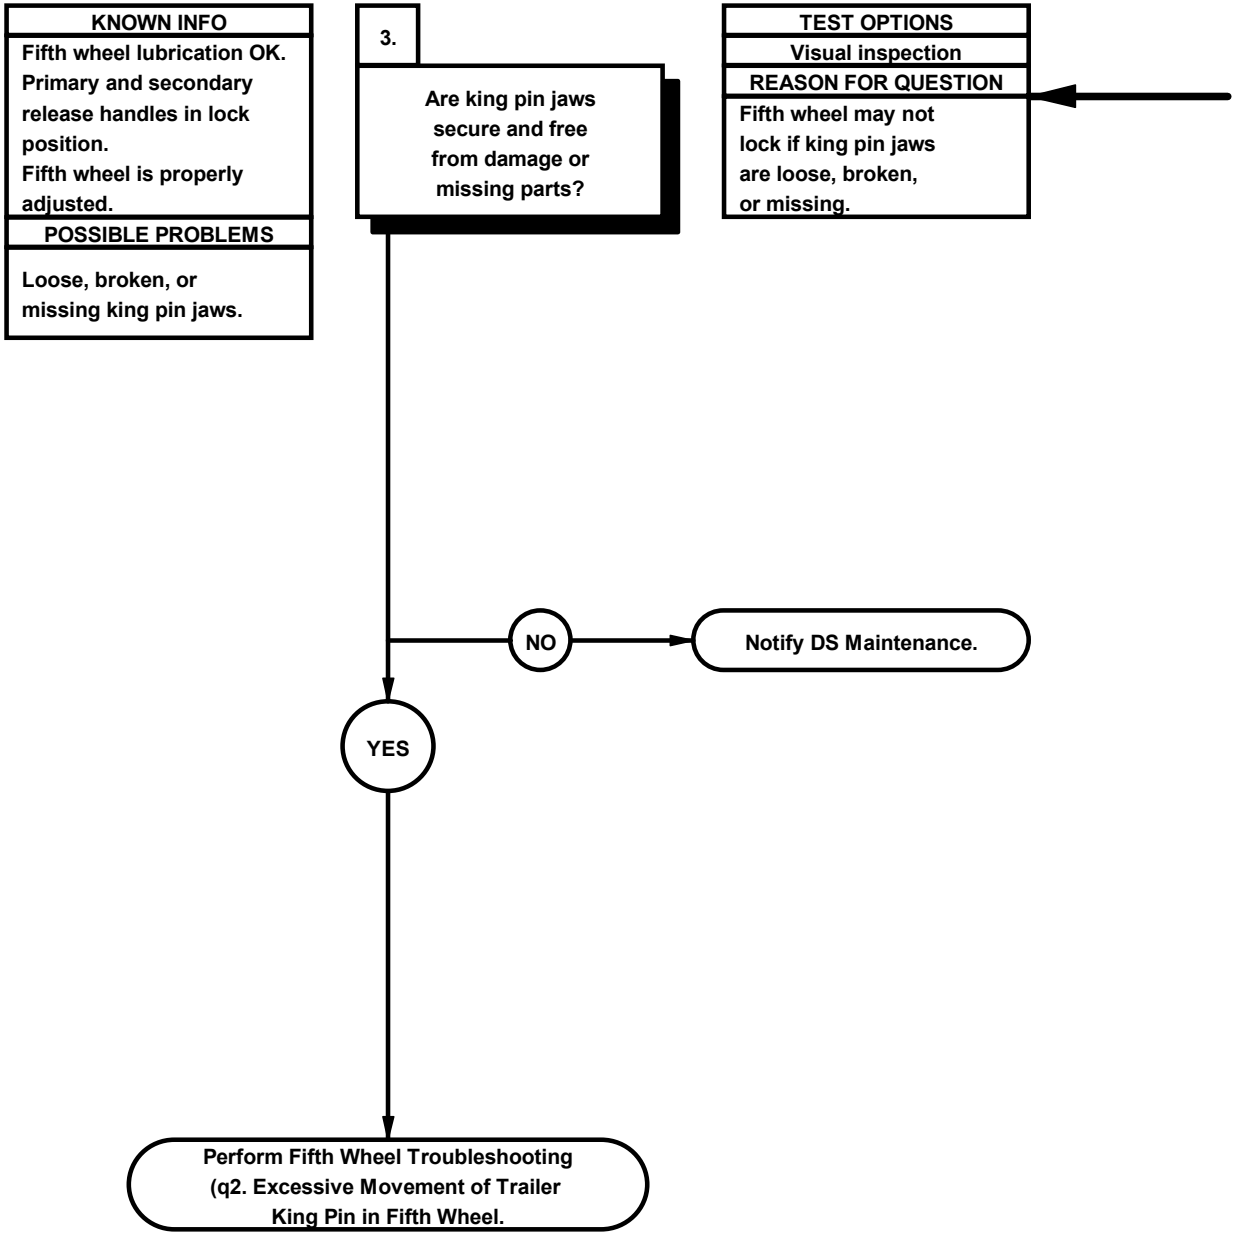 KNOWN INFO
Fifth wheel lubrication OK.
Primary and secondary
release handles in lock
position.
Fifth wheel is properly
adjusted.
POSSIBLE PROBLEMS
Loose, broken, or
missing king pin jaws.
3.
Are king pin jaws
secure and free
from damage or
missing parts?
TEST OPTIONS
Visual inspection
REASON FOR QUESTION
Fifth wheel may not
lock if king pin jaws
are loose, broken,
or missing.
NO
Notify DS Maintenance.
YES
Perform Fifth Wheel Troubleshooting
(q2. Excessive Movement of Trailer
King Pin in Fifth Wheel.